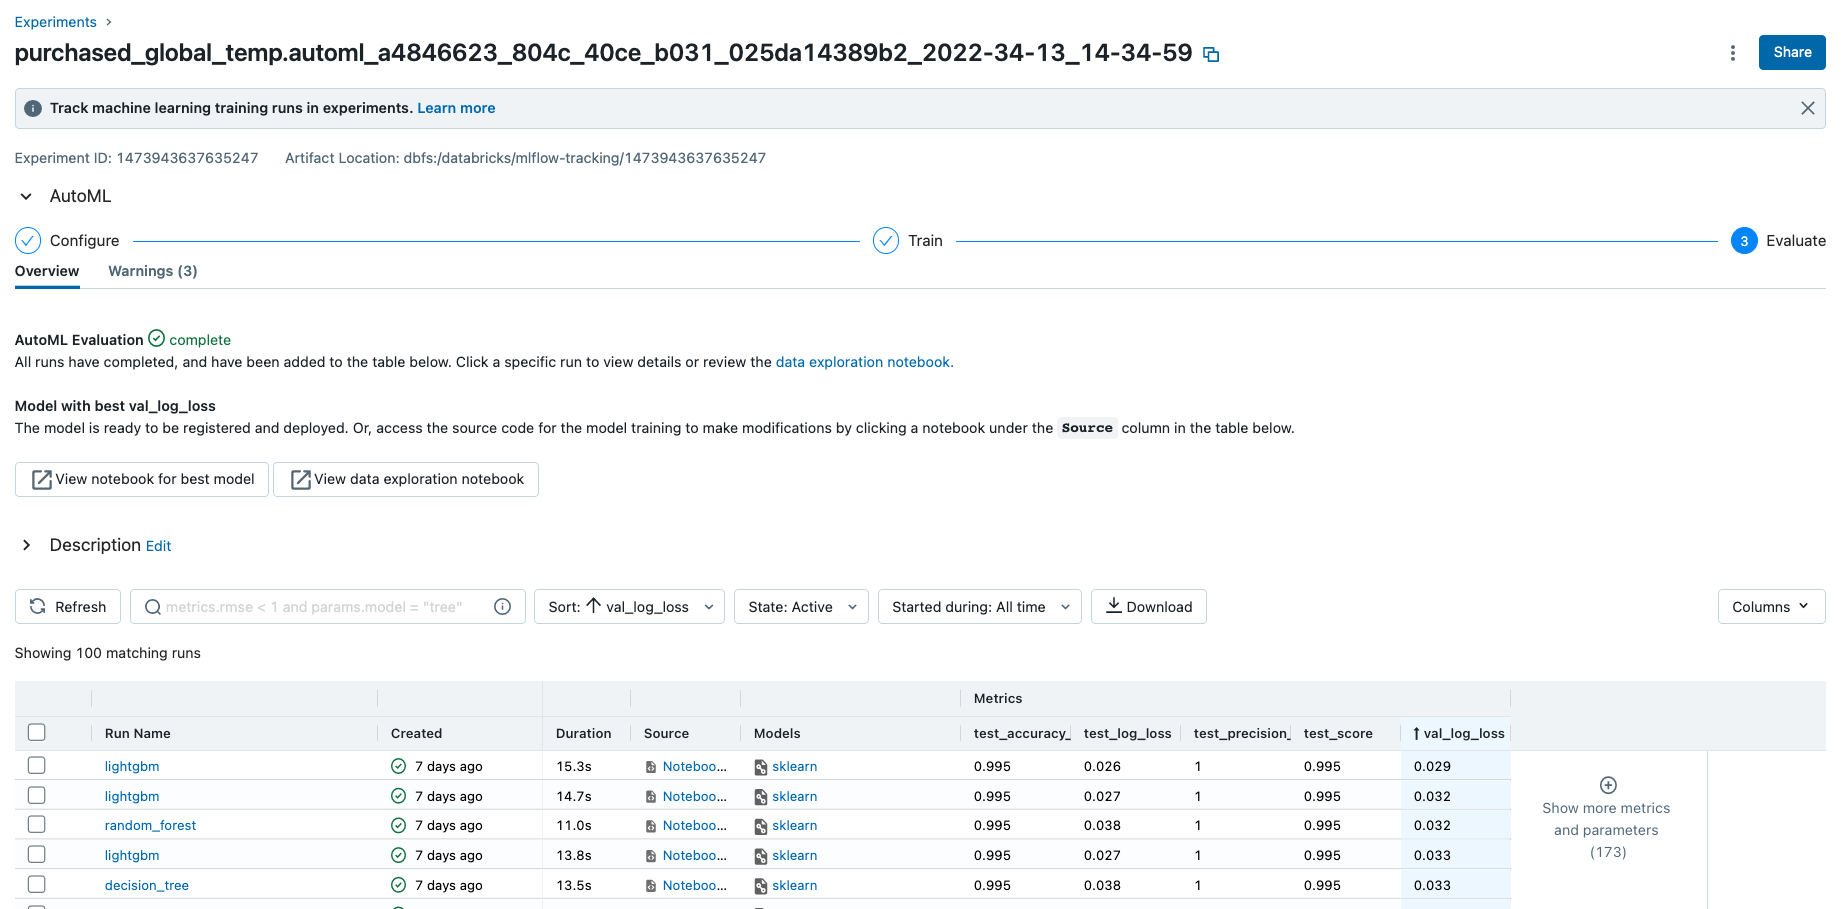 Experiments
purchased_global_temp.automl_a4846623_804c_40ce_b031_025da14389b2_2022-34-13_14-34-59
Share
Track machine learning training runs in experiments. Learn more
Experiment ID: 1473943637635247 Artifact Location: dbfs:/databricks/mlflow-tracking/1473943637635247
AutoML
Configure Train 3 Evaluate
Overview Warnings (3)
AutoML Evaluation complete
All runs have completed, and have been added to the table below. Click a specific run to view details or review the data exploration notebook.
Model with best val_log_loss
The model is ready to be registered and deployed. Or, access the source code for the model training to make modifications by clicking a notebook under the Source column in the table below.
View notebook for best model View data exploration notebook
Description Edit
Refresh metrics.rmse < 1 and params.model = "tree" Sort: ↑ val_log_loss State: Active Started during: All time Download Columns
Showing 100 matching runs
Metrics
Run Name Created Duration Source Models test_accuracy_ test_log_loss test_precision_ test_score ↑ val_log_loss
lightgbm 7 days ago 15.3s Noteboo... sklearn 0.995 0.026 1 0.995 0.029
lightgbm 7 days ago 14.7s Noteboo... sklearn 0.995 0.027 1 0.995 0.032
random_forest 7 days ago 11.0s Noteboo... sklearn 0.995 0.038 1 0.995 0.032
lightgbm 7 days ago 13.8s Noteboo... sklearn 0.995 0.027 1 0.995 0.033
decision_tree 7 days ago 13.5s Noteboo... sklearn 0.995 0.038 1 0.995 0.033
Show more metrics
and parameters
(173)